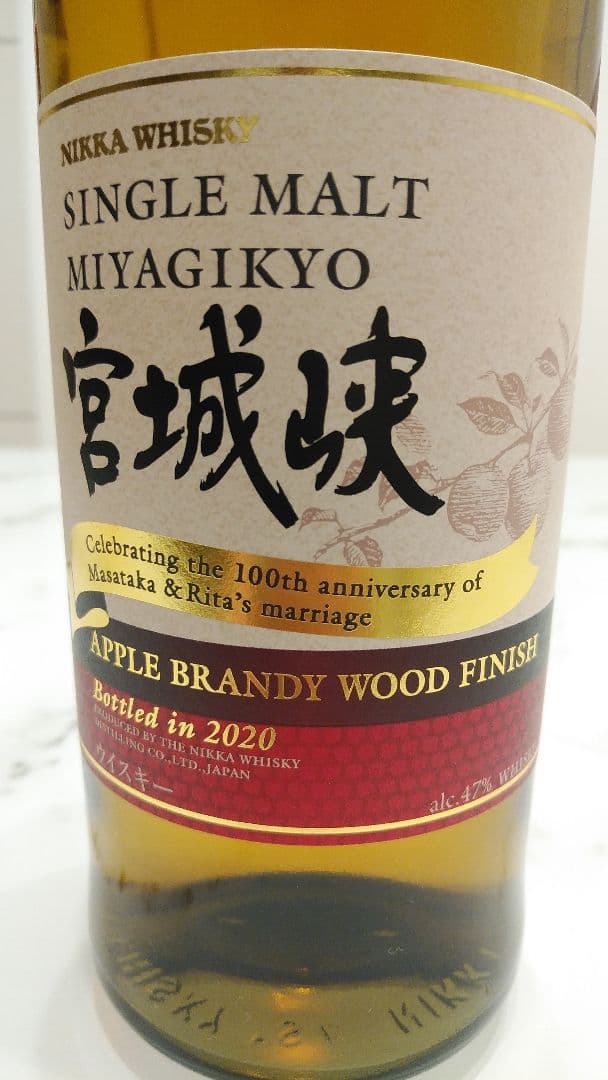 NIKKA WHISKY
SINGLE MALT
MIYAGIKYO
宮城峡
Celebrating the 100th anniversary of
Masataka & Rita's marriage
APPLE BRANDY WOOD FINISH
Bottled in 2020
PRODUCED BY THE NIKKA WHISKY
DISTILLING CO.,LTD.,JAPAN
ウイスキー
alc.47% WHISKY
NIKKA